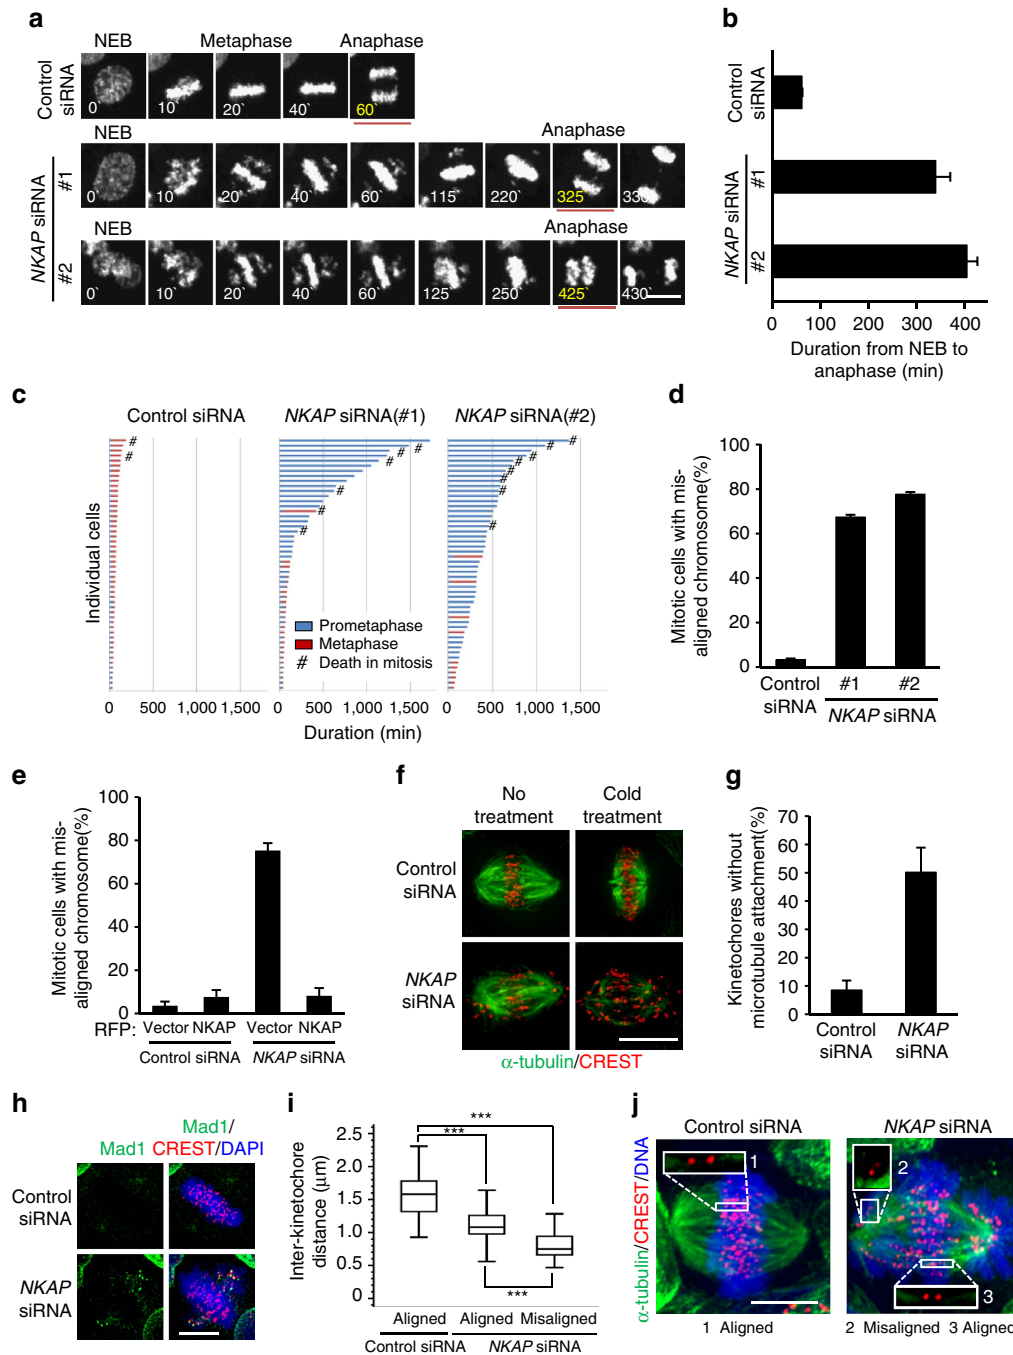 a
NEB Metaphase Anaphase
Control siRNA
0` 10` 20` 40` 60`
NEB Anaphase
NKAP siRNA
#1
0` 10` 20` 40` 60` 115` 220` 325` 330`
NEB Anaphase
#2
0` 10` 20` 40` 60` 125` 250` 425` 430`
b
Control siRNA
NKAP siRNA
#1
#2
0 100 200 300 400
Duration from NEB to
anaphase (min)
c
Control siRNA NKAP siRNA(#1) NKAP siRNA(#2)
Individual cells
# # # # # # # # # # # # # # # #
Prometaphase
Metaphase
# Death in mitosis
0 500 1,000 1,500 0 500 1,000 1,500 0 500 1,000 1,500
Duration (min)
d
Mitotic cells with mis-
aligned chromosome(%)
100
80
60
40
20
0
Control siRNA #1 #2
NKAP siRNA
e
Mitotic cells with mis-
aligned chromosome(%)
100
80
60
40
20
0
RFP: Vector NKAP Vector NKAP
Control siRNA NKAP siRNA
f
No treatment Cold treatment
Control siRNA
NKAP siRNA
α-tubulin/CREST
g
Kinetochores without
microtubule attachment(%)
70
60
50
40
30
20
10
0
Control siRNA NKAP siRNA
h
Mad1 Mad1/
CREST/DAPI
Control siRNA
NKAP siRNA
i
Inter-kinetochore
distance (μm)
2.5
2.0
1.5
1.0
0.5
0
***
***
***
Aligned Aligned Misaligned
Control siRNA NKAP siRNA
j
Control siRNA NKAP siRNA
α-tubulin/CREST/DNA
1
2
3
1 Aligned 2 Misaligned 3 Aligned